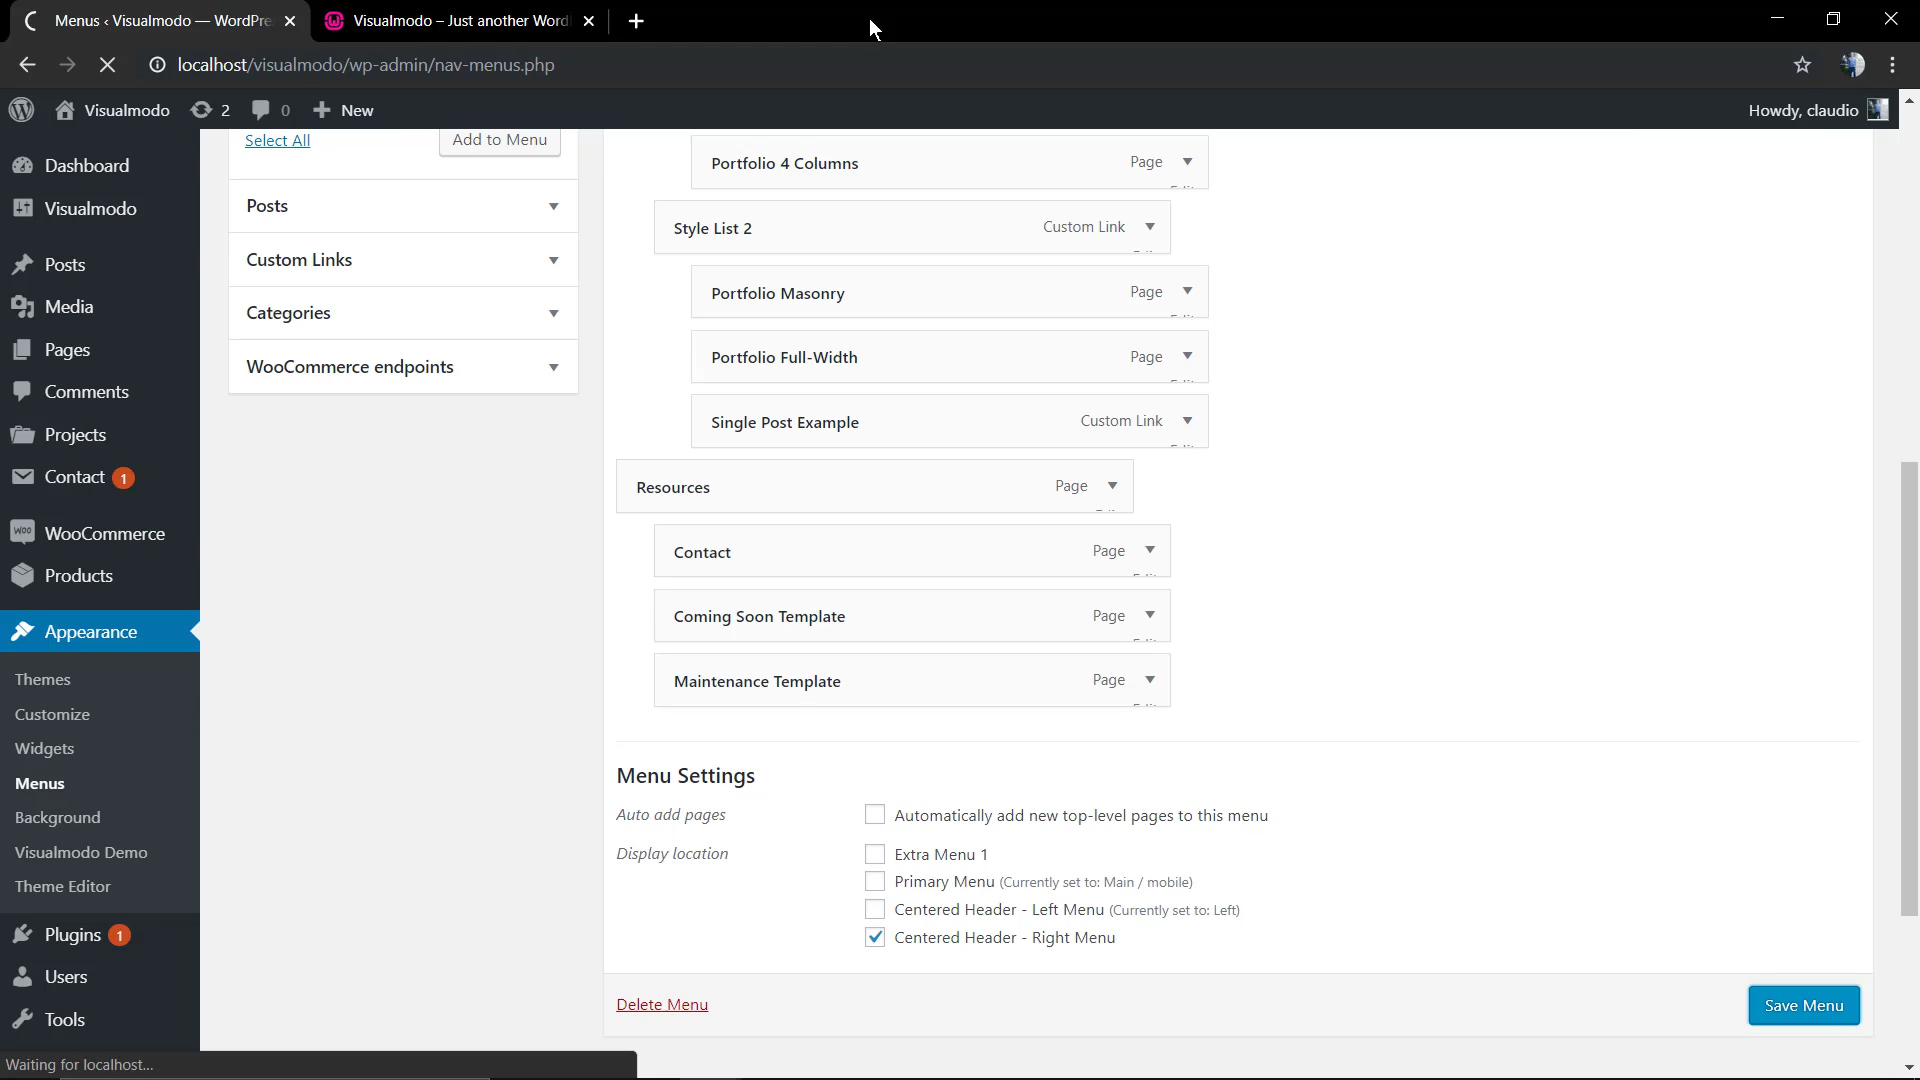 Menus ‹ Visualmodo — WordPre
Visualmodo – Just another Word
localhost/visualmodo/wp-admin/nav-menus.php
Visualmodo
2
0
New
Howdy, claudio
Dashboard
Visualmodo
Posts
Media
Pages
Comments
Projects
Contact 1
WooCommerce
Products
Appearance
Themes
Customize
Widgets
Menus
Background
Visualmodo Demo
Theme Editor
Plugins 1
Users
Tools
Select All
Add to Menu
Posts
Custom Links
Categories
WooCommerce endpoints
Portfolio 4 Columns Page
Style List 2 Custom Link
Portfolio Masonry Page
Portfolio Full-Width Page
Single Post Example Custom Link
Resources Page
Contact Page
Coming Soon Template Page
Maintenance Template Page
Menu Settings
Auto add pages
Automatically add new top-level pages to this menu
Display location
Extra Menu 1
Primary Menu (Currently set to: Main / mobile)
Centered Header - Left Menu (Currently set to: Left)
Centered Header - Right Menu
Delete Menu
Save Menu
Waiting for localhost...